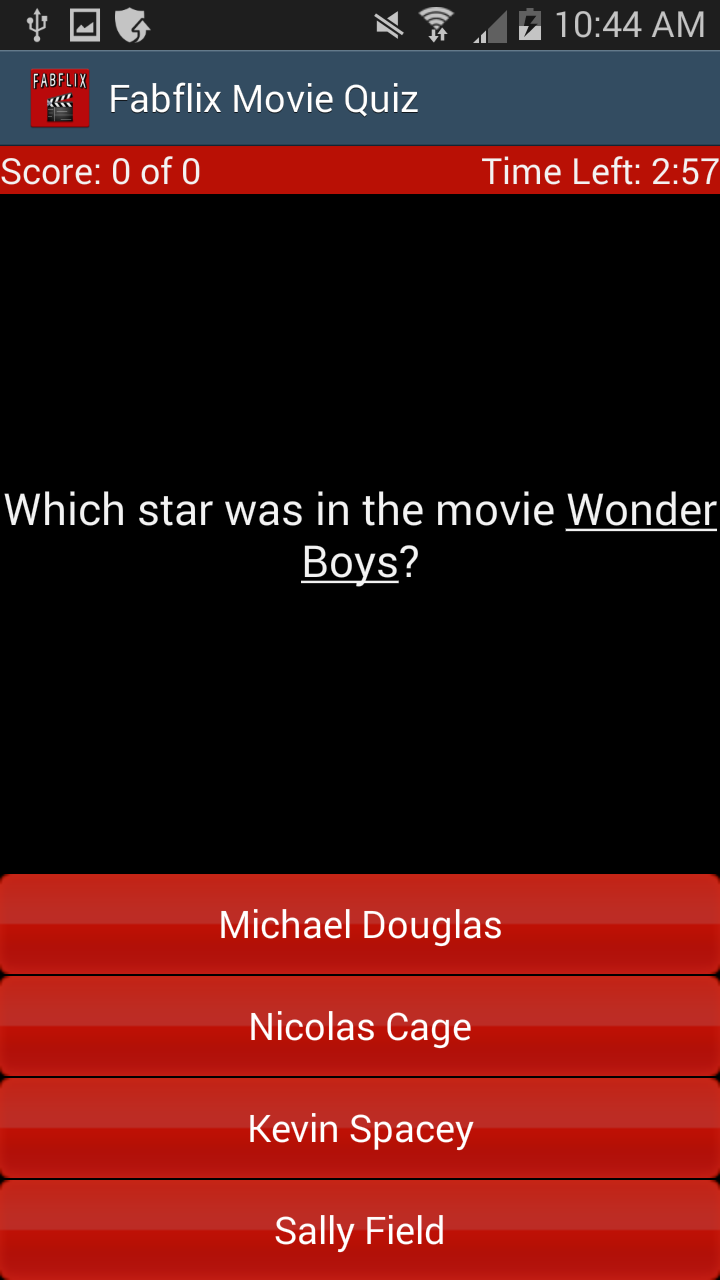 10:44 AM
FABFLIX
Fabflix Movie Quiz
Score: 0 of 0
Time Left: 2:57
Which star was in the movie Wonder
Boys?
Michael Douglas
Nicolas Cage
Kevin Spacey
Sally Field